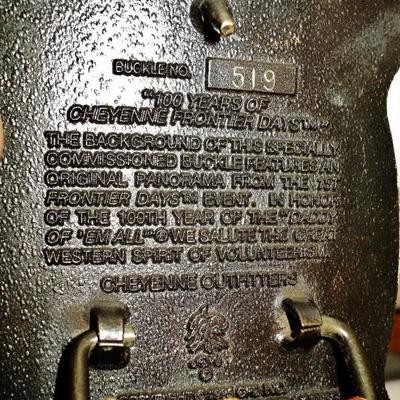 BUCKLE NO. 519
"100 YEARS OF
CHEYENNE FRONTIER DAYS™"
THE BACKGROUND OF THIS SPECIALLY
COMMISSIONED BUCKLE FEATURES AN
ORIGINAL PANORAMA FROM THE 1ST
FRONTIER DAYS™ EVENT. IN HONOR
OF THE 100TH YEAR OF THE "DADDY
OF 'EM ALL"® WE SALUTE THE GREAT
WESTERN SPIRIT OF VOLUNTEERISM.
CHEYENNE OUTFITTERS